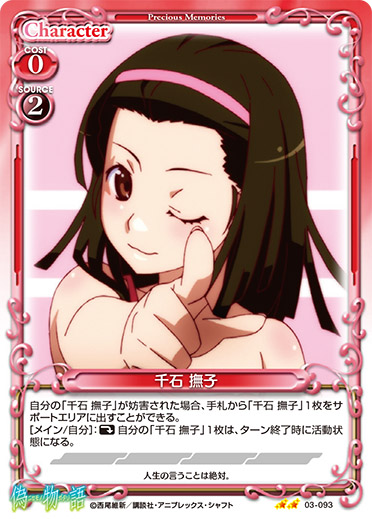 Precious Memories
Character
COST
0
SOURCE
2
千石 撫子
自分の「千石 撫子」が妨害された場合、手札から「千石 撫子」1枚をサ
ポートエリアに出すことができる。
[メイン/自分]: 自分の「千石 撫子」1枚は、ターン終了時に活動状
態になる。
人生の言うことは絶対。
偽物語
©西尾維新／講談社・アニプレックス・シャフト
03-093